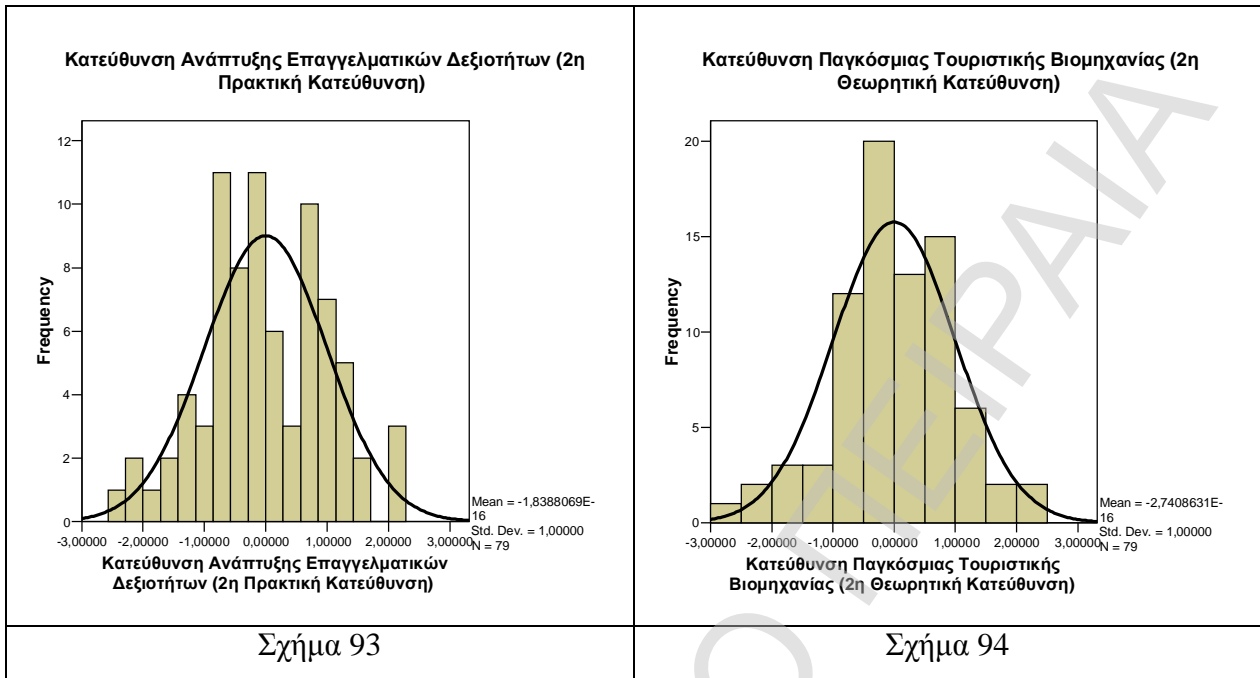 Κατεύθυνση Ανάπτυξης Επαγγελματικών Δεξιοτήτων (2η
Πρακτική Κατεύθυνση)
12
10
8
6
4
2
0
Frequency
-3,00000 -2,00000 -1,00000 0,00000 1,00000 2,00000 3,00000
Mean = -1,8388069E-
16
Std. Dev. = 1,00000
N = 79
Κατεύθυνση Ανάπτυξης Επαγγελματικών
Δεξιοτήτων (2η Πρακτική Κατεύθυνση)
Σχήμα 93
Κατεύθυνση Παγκόσμιας Τουριστικής Βιομηχανίας (2η
Θεωρητική Κατεύθυνση)
20
15
10
5
0
Frequency
-3,00000 -2,00000 -1,00000 0,00000 1,00000 2,00000 3,00000
Mean = -2,7408631E-
16
Std. Dev. = 1,00000
N = 79
Κατεύθυνση Παγκόσμιας Τουριστικής
Βιομηχανίας (2η Θεωρητική Κατεύθυνση)
Σχήμα 94
Ο ΠΕΙΡΑΙΑ